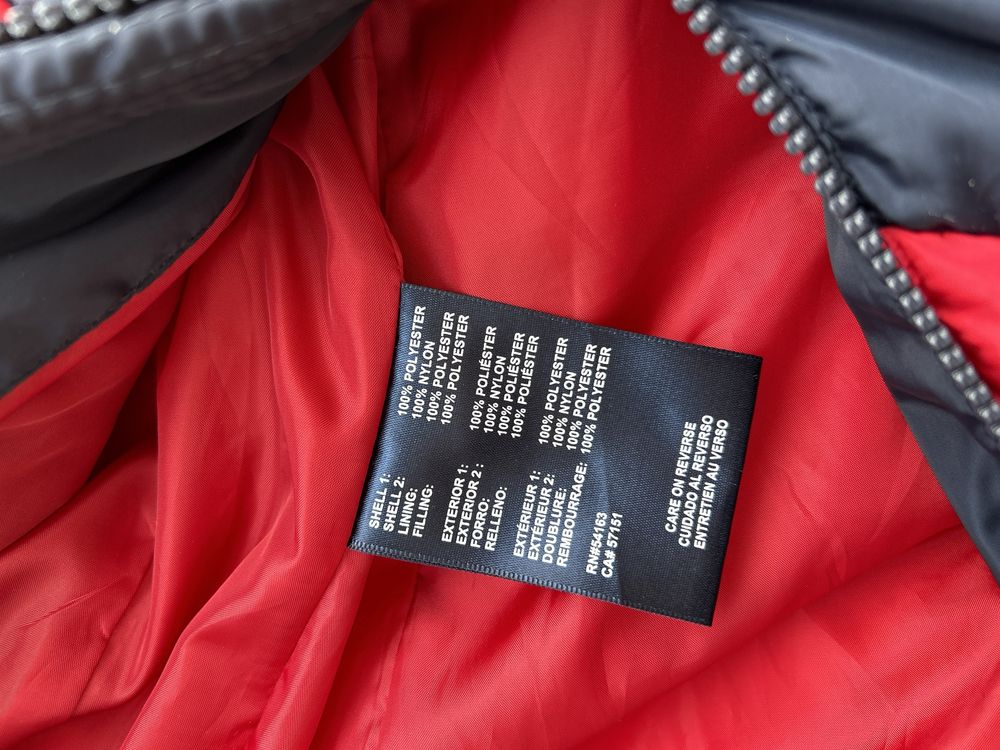 SHELL 1: 100% POLYESTER
SHELL 2: 100% NYLON
LINING: 100% POLYESTER
FILLING: 100% POLYESTER
EXTERIOR 1: 100% POLIÉSTER
EXTERIOR 2 : 100% NYLON
FORRO: 100% POLIÉSTER
RELLENO: 100% POLIÉSTER
EXTÉRIEUR 1: 100% POLYESTER
EXTÉRIEUR 2: 100% NYLON
DOUBLURE: 100% POLYESTER
REMBOURRAGE: 100% POLYESTER
RN#54163
CA# 57151
CARE ON REVERSE
CUIDADO AL REVERSO
ENTRETIEN AU VERSO